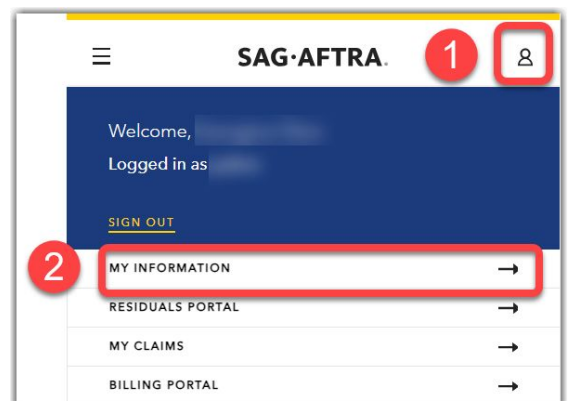 SAG·AFTRA.
1
Welcome,
Logged in as
SIGN OUT
2
MY INFORMATION
RESIDUALS PORTAL
MY CLAIMS
BILLING PORTAL